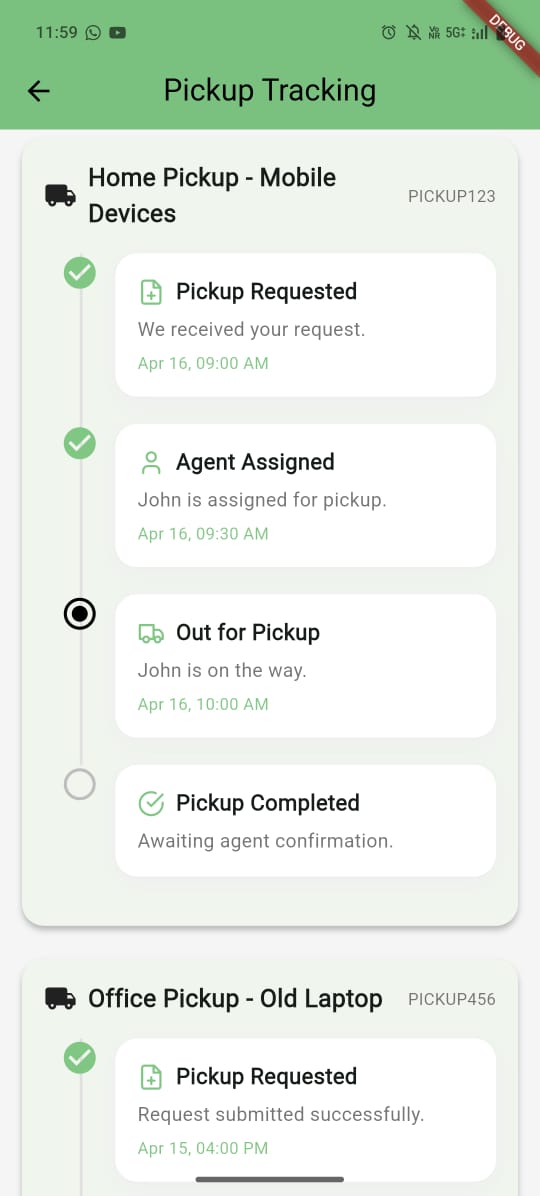 11:59
Vo NR 5G
DEBUG
Pickup Tracking
Home Pickup - Mobile
Devices
PICKUP123
Pickup Requested
We received your request.
Apr 16, 09:00 AM
Agent Assigned
John is assigned for pickup.
Apr 16, 09:30 AM
Out for Pickup
John is on the way.
Apr 16, 10:00 AM
Pickup Completed
Awaiting agent confirmation.
Office Pickup - Old Laptop
PICKUP456
Pickup Requested
Request submitted successfully.
Apr 15, 04:00 PM